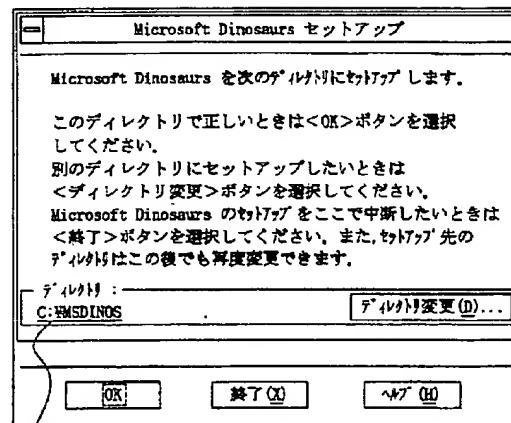 Microsoft Dinosaurs セットアップ
Microsoft Dinosaurs を次のﾃﾞｨﾚｸﾄﾘにｾｯﾄｱｯﾌﾟします。
このディレクトリで正しいときは<OK>ボタンを選択
してください。
別のディレクトリにセットアップしたいときは
<ディレクトリ変更>ボタンを選択してください。
Microsoft Dinosaurs のｾｯﾄｱｯﾌﾟをここで中断したいときは
<終了>ボタンを選択してください。また,ｾｯﾄｱｯﾌﾟ先の
ﾃﾞｨﾚｸﾄﾘはこの後でも再度変更できます。
ﾃﾞｨﾚｸﾄﾘ:
C:¥MSDINOS
ﾃﾞｨﾚｸﾄﾘ変更(D)...
OK
終了(X)
ﾍﾙﾌﾟ(H)